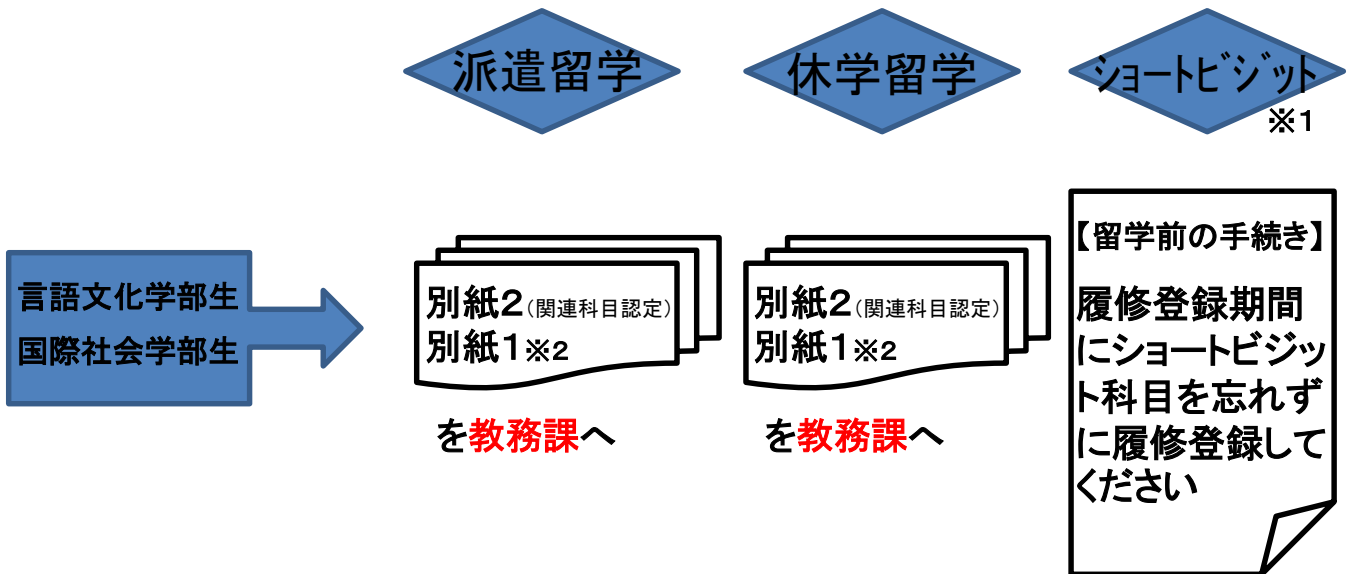 派遣留学
休学留学
ショートビジット
※1
言語文化学部生
国際社会学部生
別紙2(関連科目認定)
別紙1※2
を教務課へ
別紙2(関連科目認定)
別紙1※2
を教務課へ
【留学前の手続き】
履修登録期間
にショートビジッ
ト科目を忘れず
に履修登録して
ください